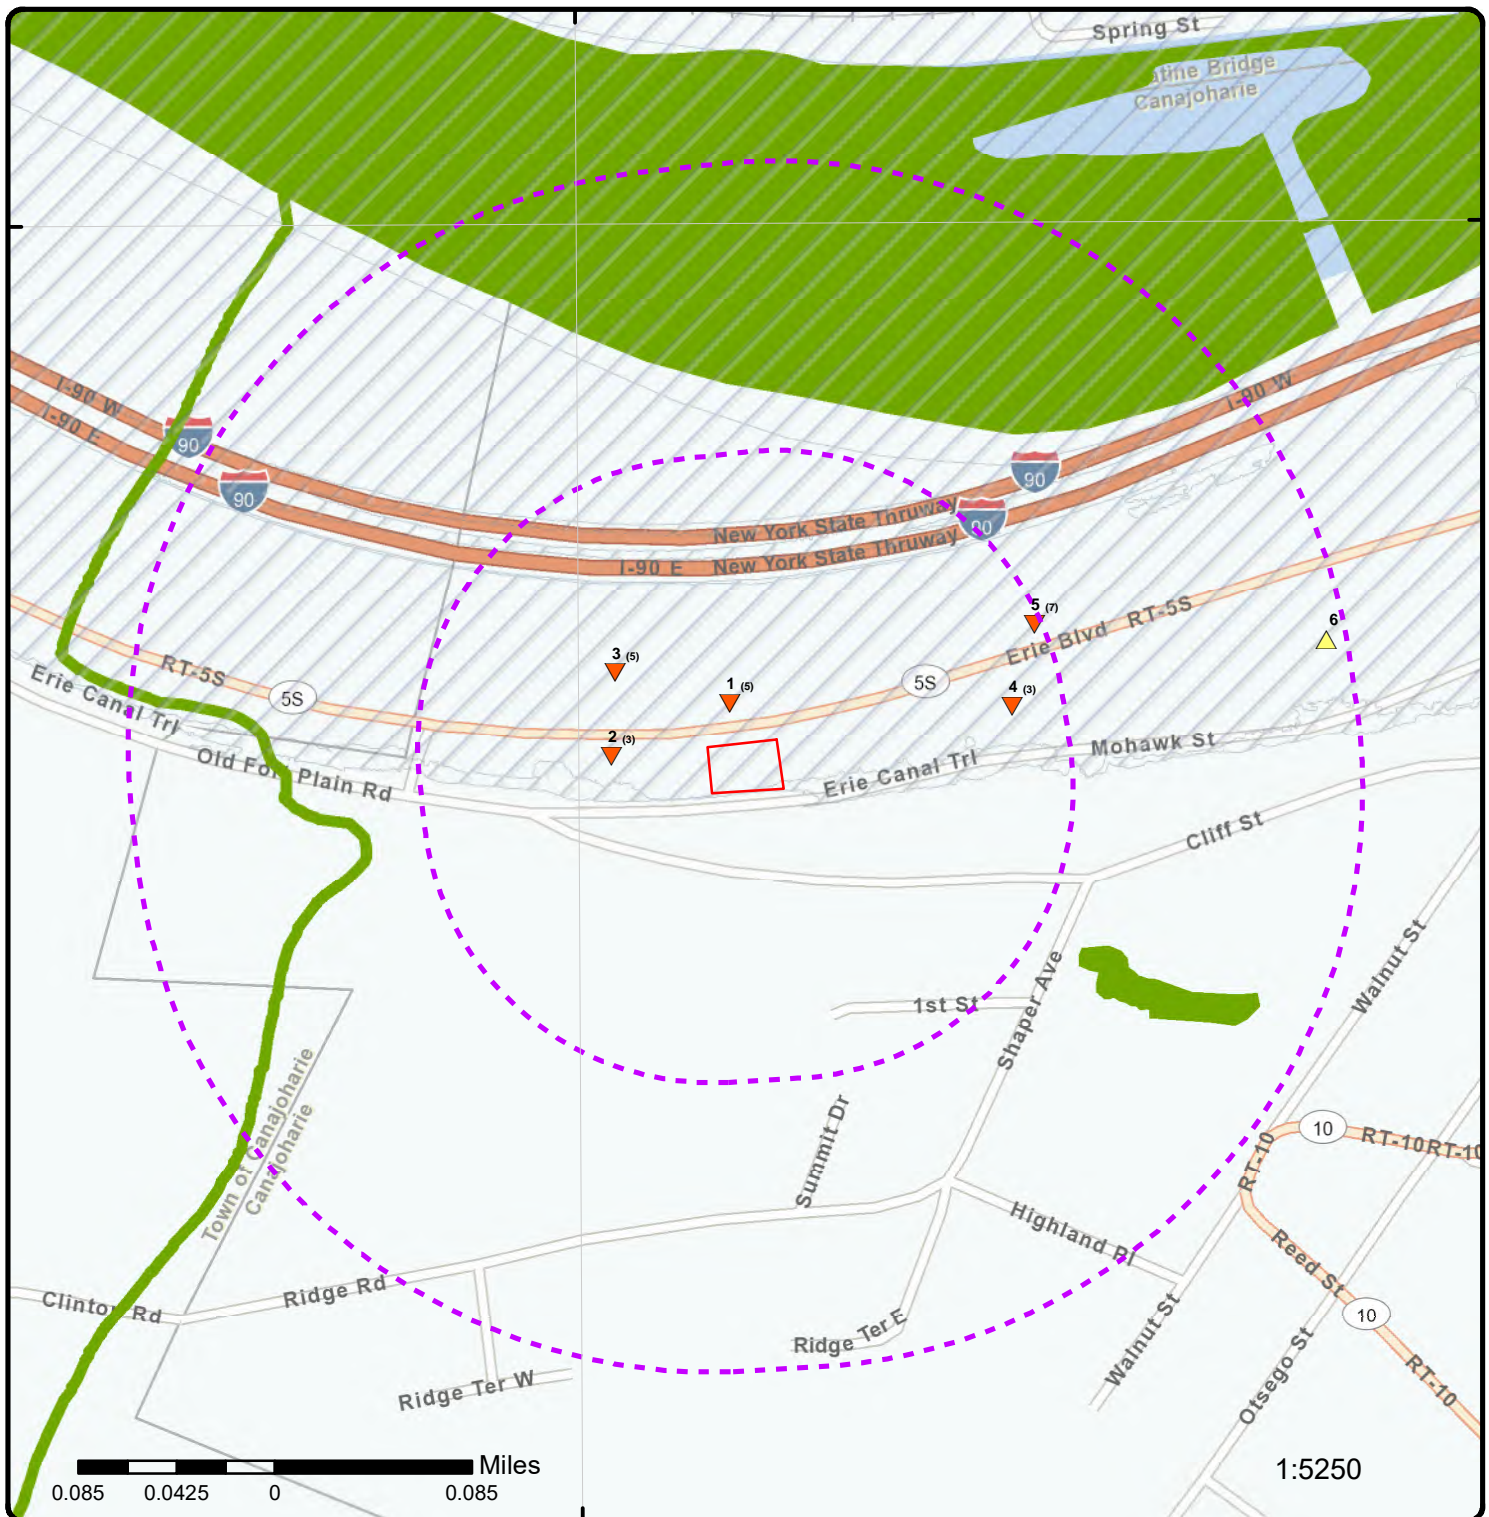 Spring St
atine Bridge
Canajoharie
I-90 W
I-90 E
I-90 W
90
90
90
90
New York State Thruway
I-90 E
New York State Thruway
5 (7)
Erie Blvd
RT-5S
6
3 (5)
1 (5)
4 (3)
2 (3)
RT-5S
5S
5S
Erie Canal Trl
Old Fort Plain Rd
Erie Canal Trl
Mohawk St
Cliff St
Walnut St
1st St
Shaper Ave
Town of Canajoharie
Canajoharie
Summit Dr
10
RT-10
RT-10
RT-10
Highland Pl
Reed St
10
RT-10
Clinton Rd
Ridge Rd
Ridge Ter E
Ridge Ter W
Walnut St
Otsego St
Miles
0.085 0.0425 0 0.085
1:5250